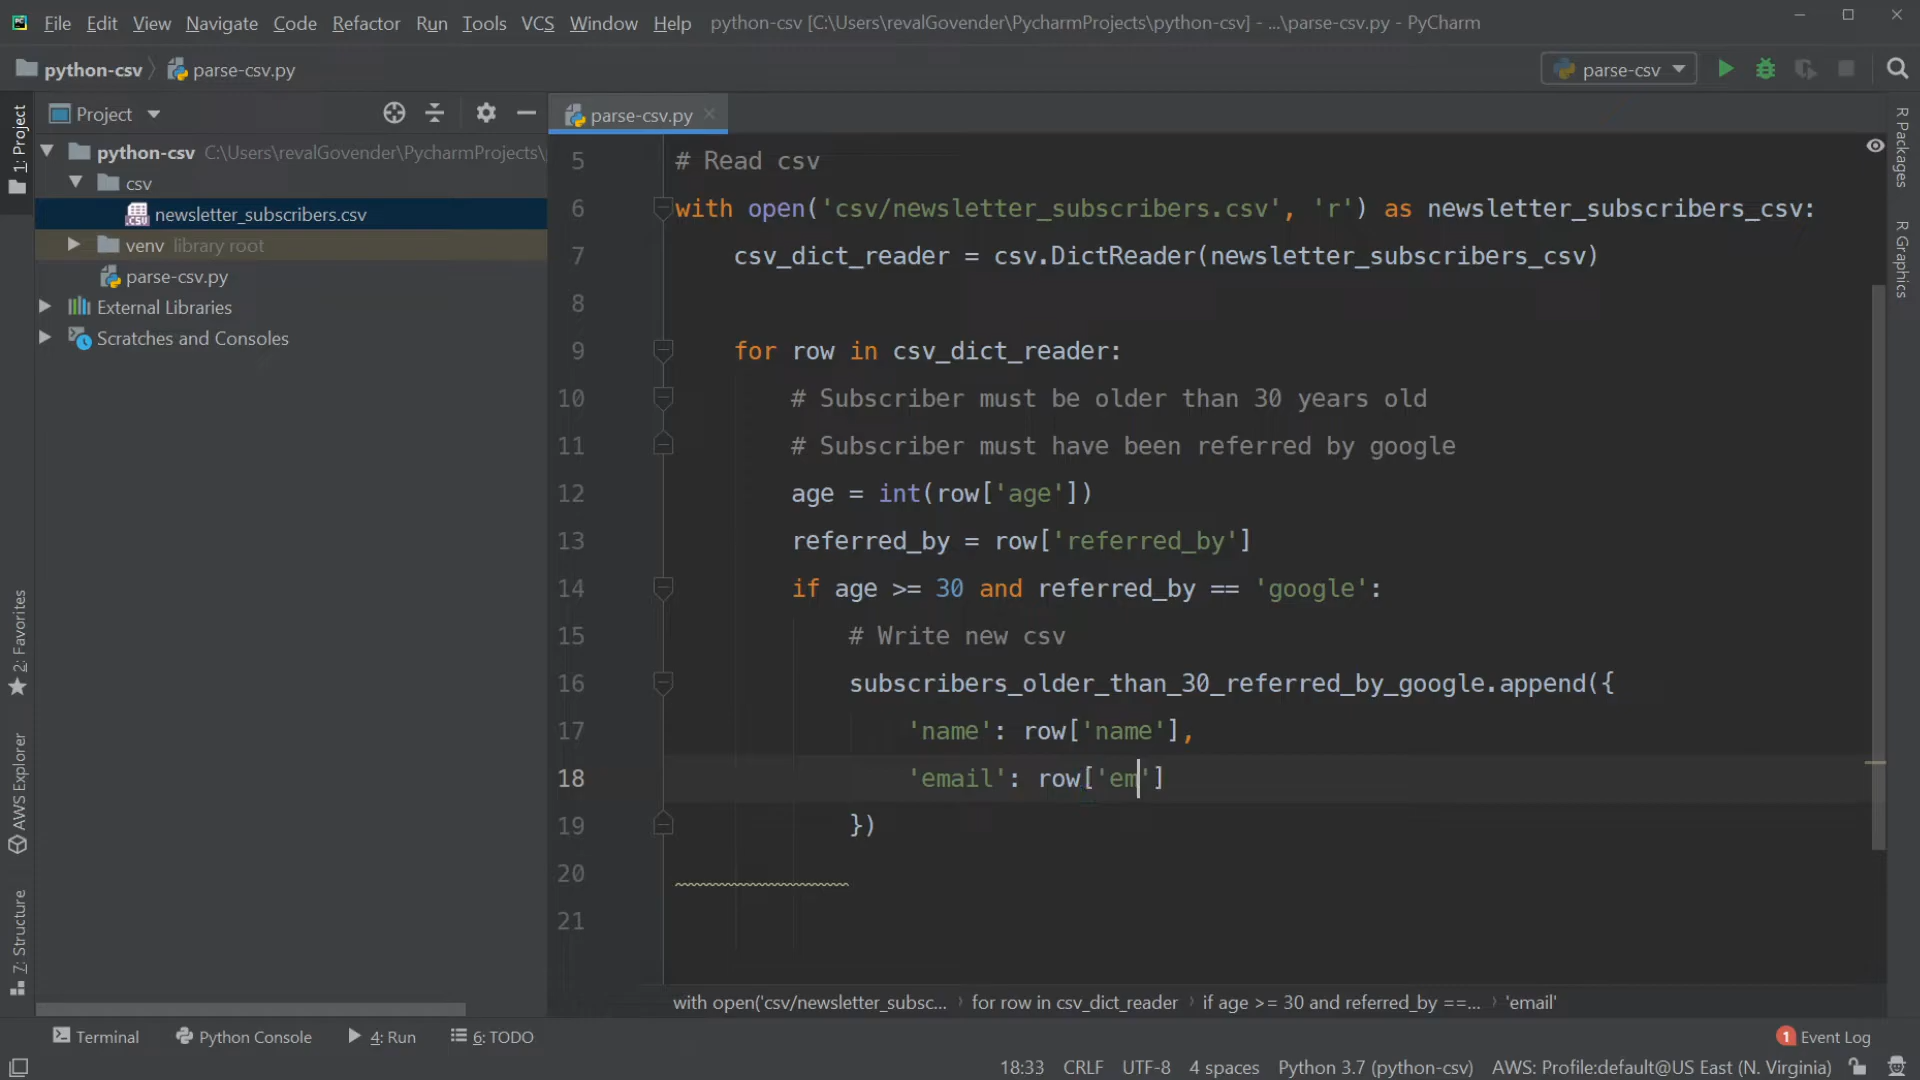 File Edit View Navigate Code Refactor Run Tools VCS Window Help python-csv [C:\Users\revalGovender\PycharmProjects\python-csv] - ...\parse-csv.py - PyCharm
python-csv parse-csv.py parse-csv
Project
parse-csv.py
1: Project
python-csv C:\Users\revalGovender\PycharmProjects\
csv
newsletter_subscribers.csv
venv library root
parse-csv.py
External Libraries
Scratches and Consoles
2: Favorites
AWS Explorer
7: Structure
5 # Read csv
6 with open('csv/newsletter_subscribers.csv', 'r') as newsletter_subscribers_csv:
7 csv_dict_reader = csv.DictReader(newsletter_subscribers_csv)
8
9 for row in csv_dict_reader:
10 # Subscriber must be older than 30 years old
11 # Subscriber must have been referred by google
12 age = int(row['age'])
13 referred_by = row['referred_by']
14 if age >= 30 and referred_by == 'google':
15 # Write new csv
16 subscribers_older_than_30_referred_by_google.append({
17 'name': row['name'],
18 'email': row['em']
19 })
20
21
R Packages
R Graphics
with open('csv/newsletter_subsc... › for row in csv_dict_reader › if age >= 30 and referred_by ==... › 'email'
Terminal Python Console 4: Run 6: TODO 1 Event Log
18:33 CRLF UTF-8 4 spaces Python 3.7 (python-csv) AWS: Profile:default@US East (N. Virginia)